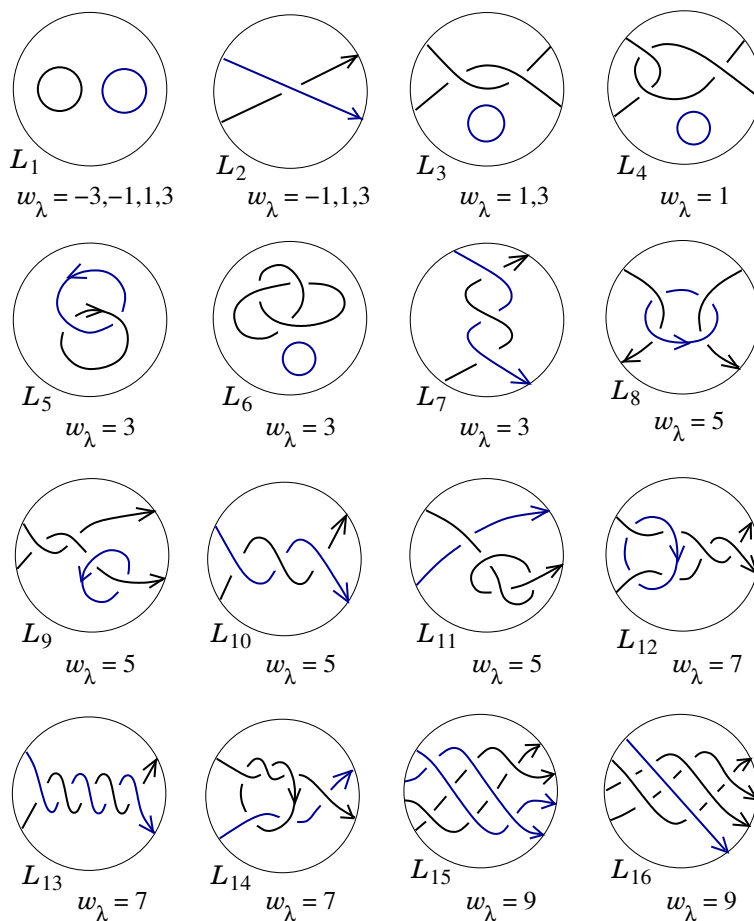 L₁ L₂ L₃ L₄
w_λ = −3,−1,1,3 w_λ = −1,1,3 w_λ = 1,3 w_λ = 1
L₅ L₆ L₇ L₈
w_λ = 3 w_λ = 3 w_λ = 3 w_λ = 5
L₉ L₁₀ L₁₁ L₁₂
w_λ = 5 w_λ = 5 w_λ = 5 w_λ = 7
L₁₃ L₁₄ L₁₅ L₁₆
w_λ = 7 w_λ = 7 w_λ = 9 w_λ = 9